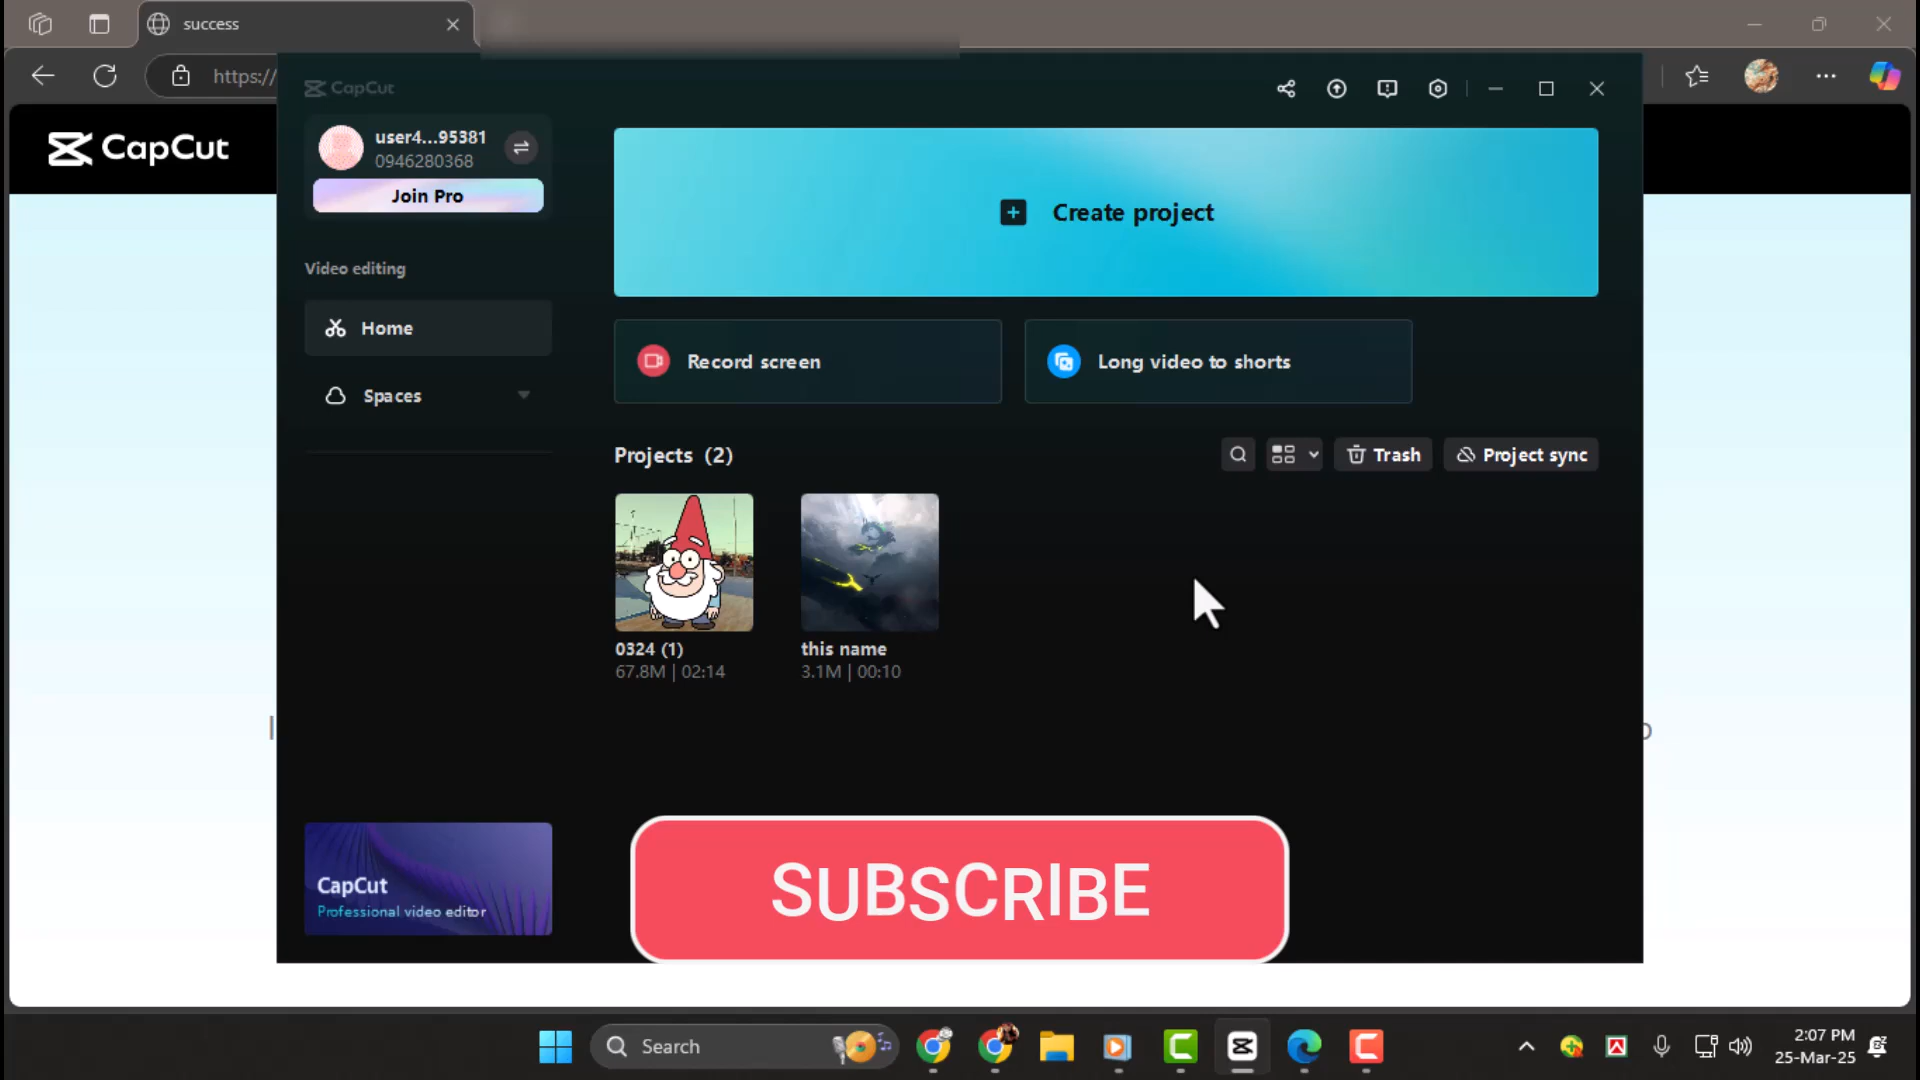 success
https://
CapCut
CapCut
user4...95381
0946280368
Join Pro
Create project
Video editing
Home
Record screen
Long video to shorts
Spaces
Projects (2)
Trash
Project sync
0324 (1)
67.8M | 02:14
this name
3.1M | 00:10
CapCut
Professional video editor
SUBSCRIBE
Search
2:07 PM
25-Mar-25